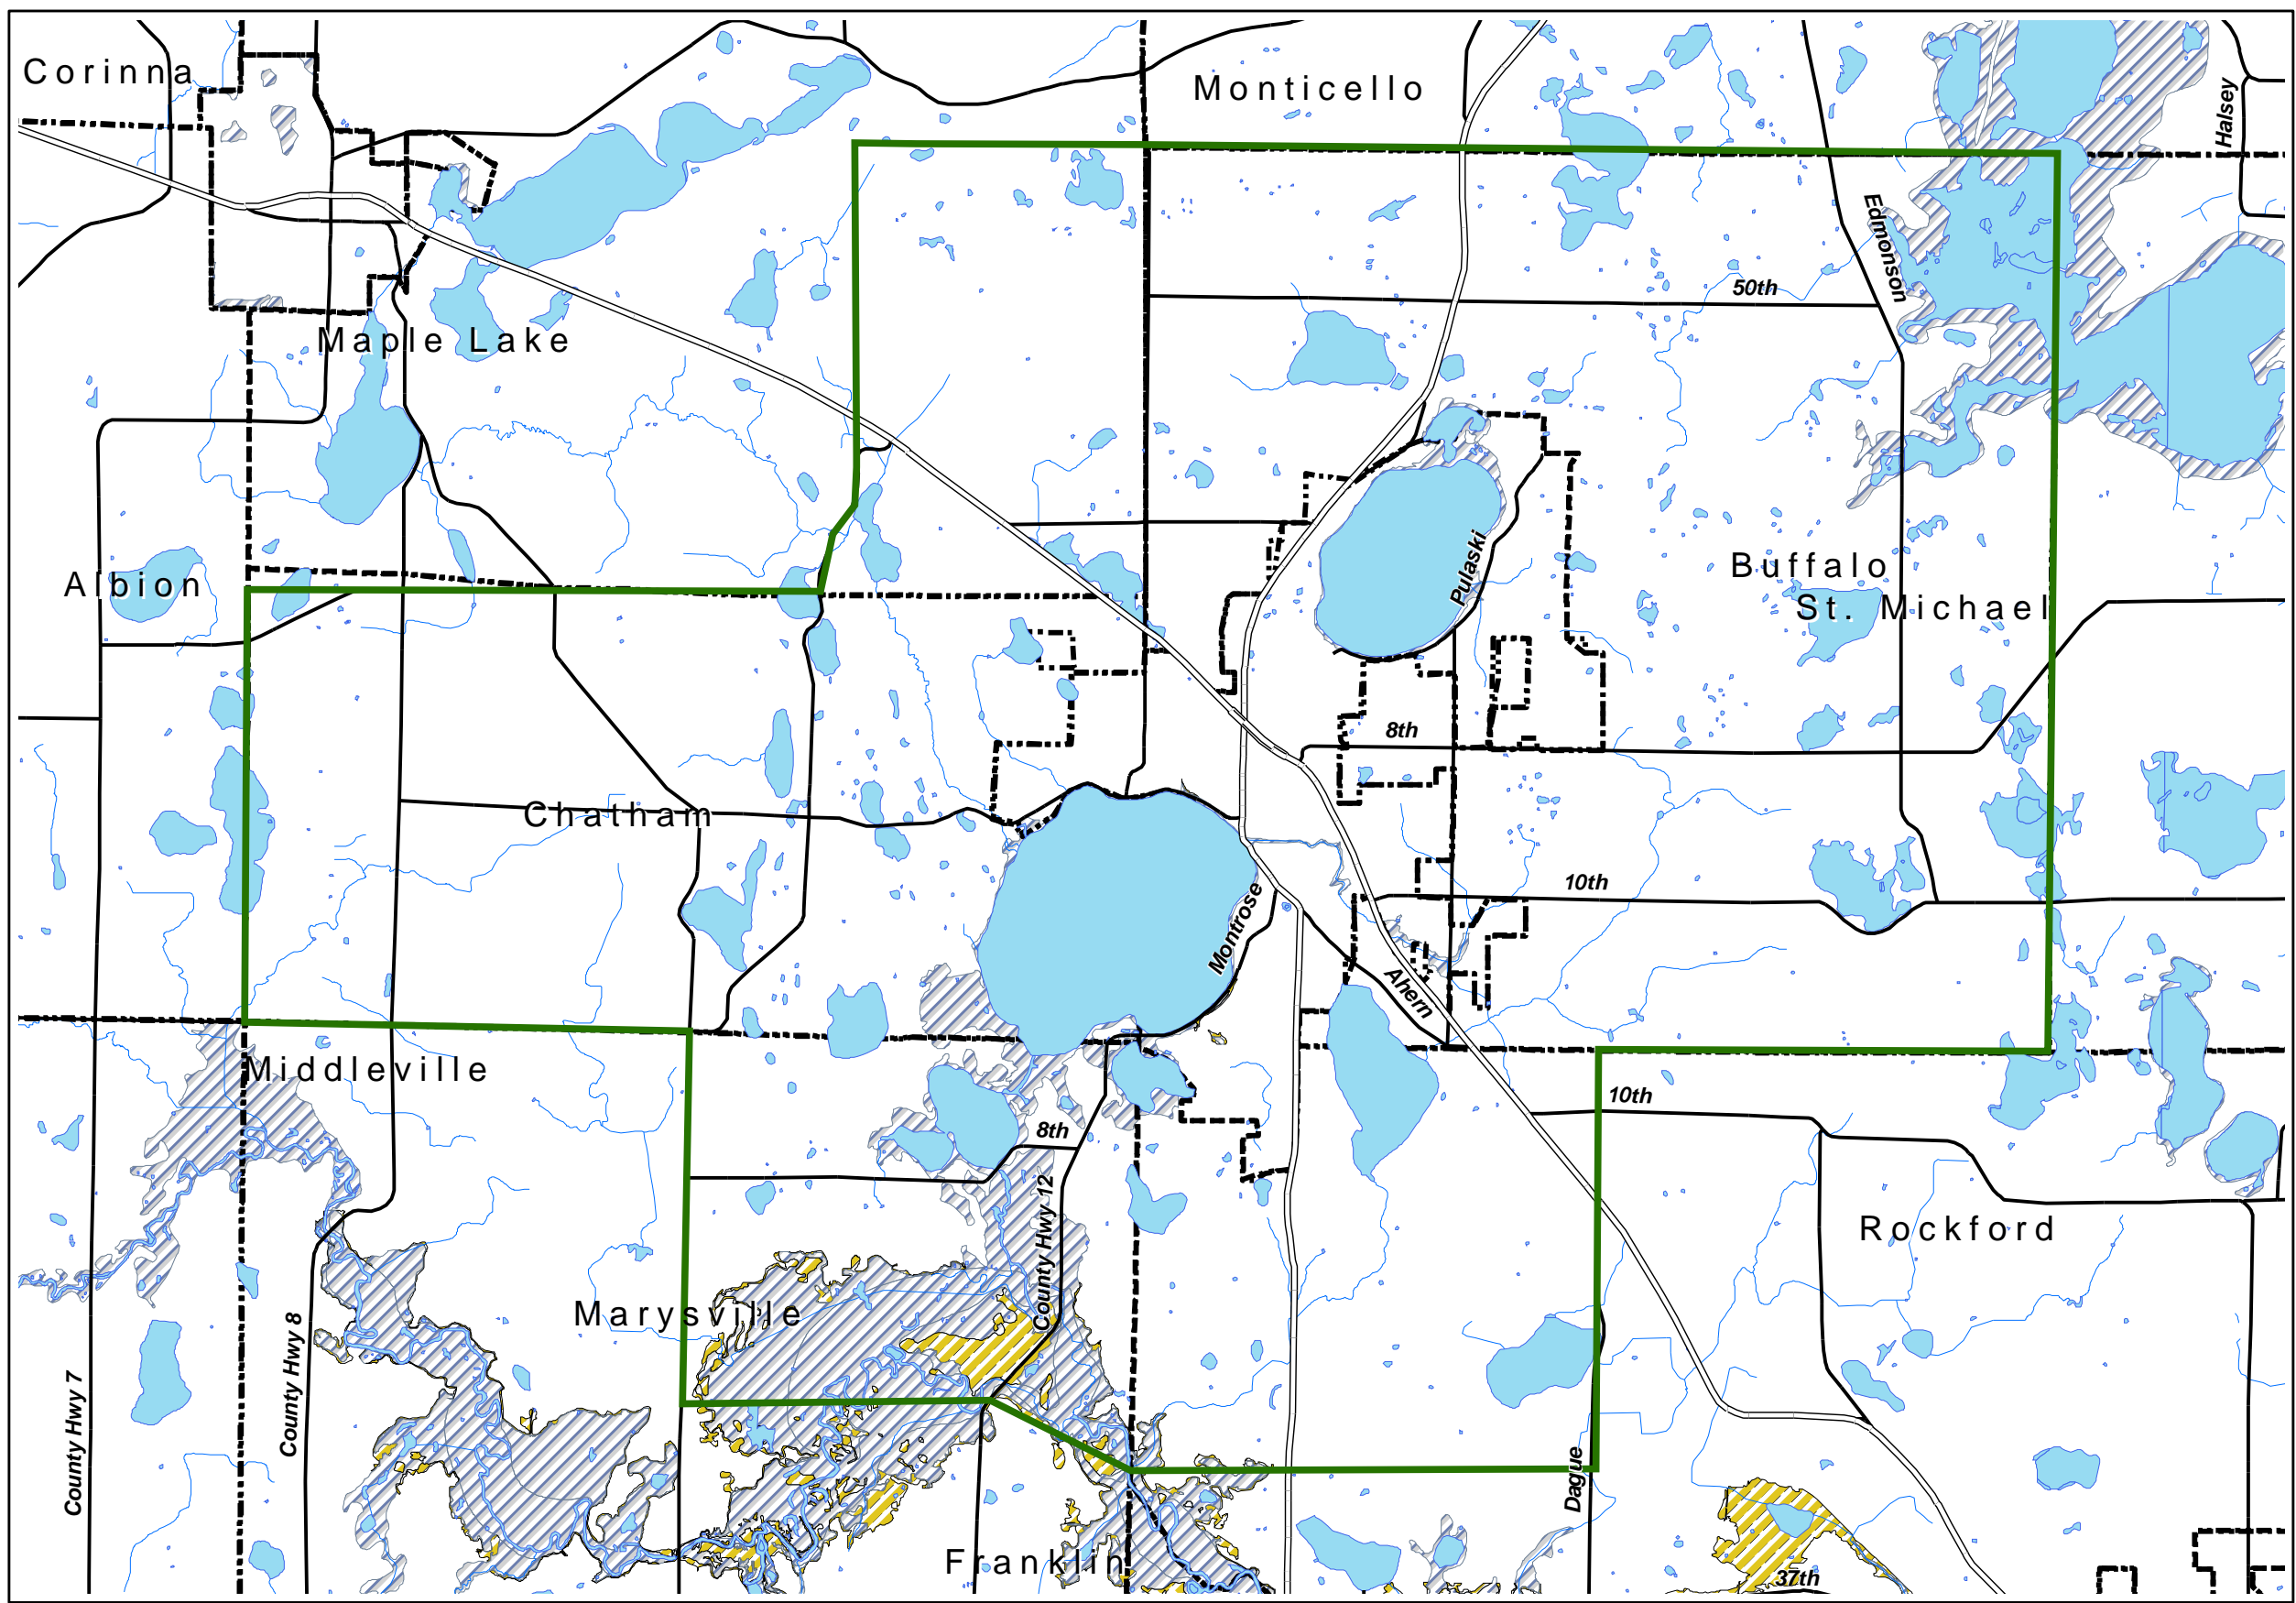 Corinna
Monticello
Halsey
Edmonson
50th
Maple Lake
Pulaski
Buffalo
Albion
St. Michael
8th
Chatham
10th
Montrose
Ahern
Middleville
10th
8th
County Hwy 12
Rockford
Marysville
County Hwy 8
County Hwy 7
Dague
Franklin
37th